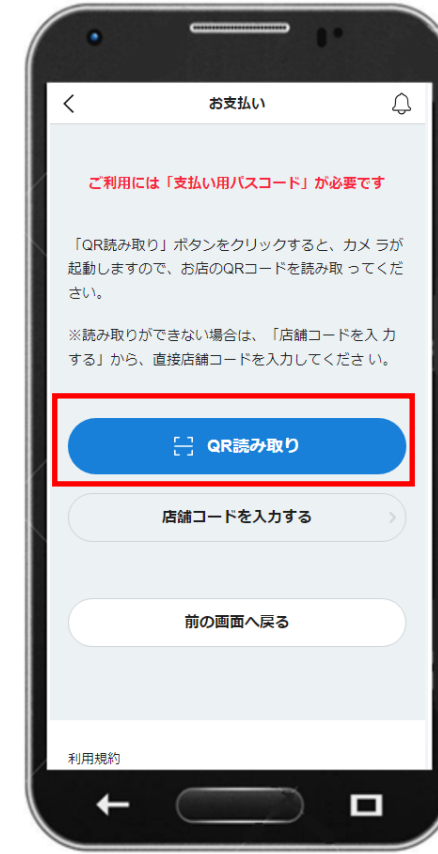 お支払い
ご利用には「支払い用パスコード」が必要です
「QR読み取り」ボタンをクリックすると、カメ ラが
起動しますので、お店のQRコードを読み取 ってくだ
さい。
※読み取りができない場合は、「店舗コードを入 力
する」から、直接店舗コードを入力してくださ い。
QR読み取り
店舗コードを入力する
前の画面へ戻る
利用規約